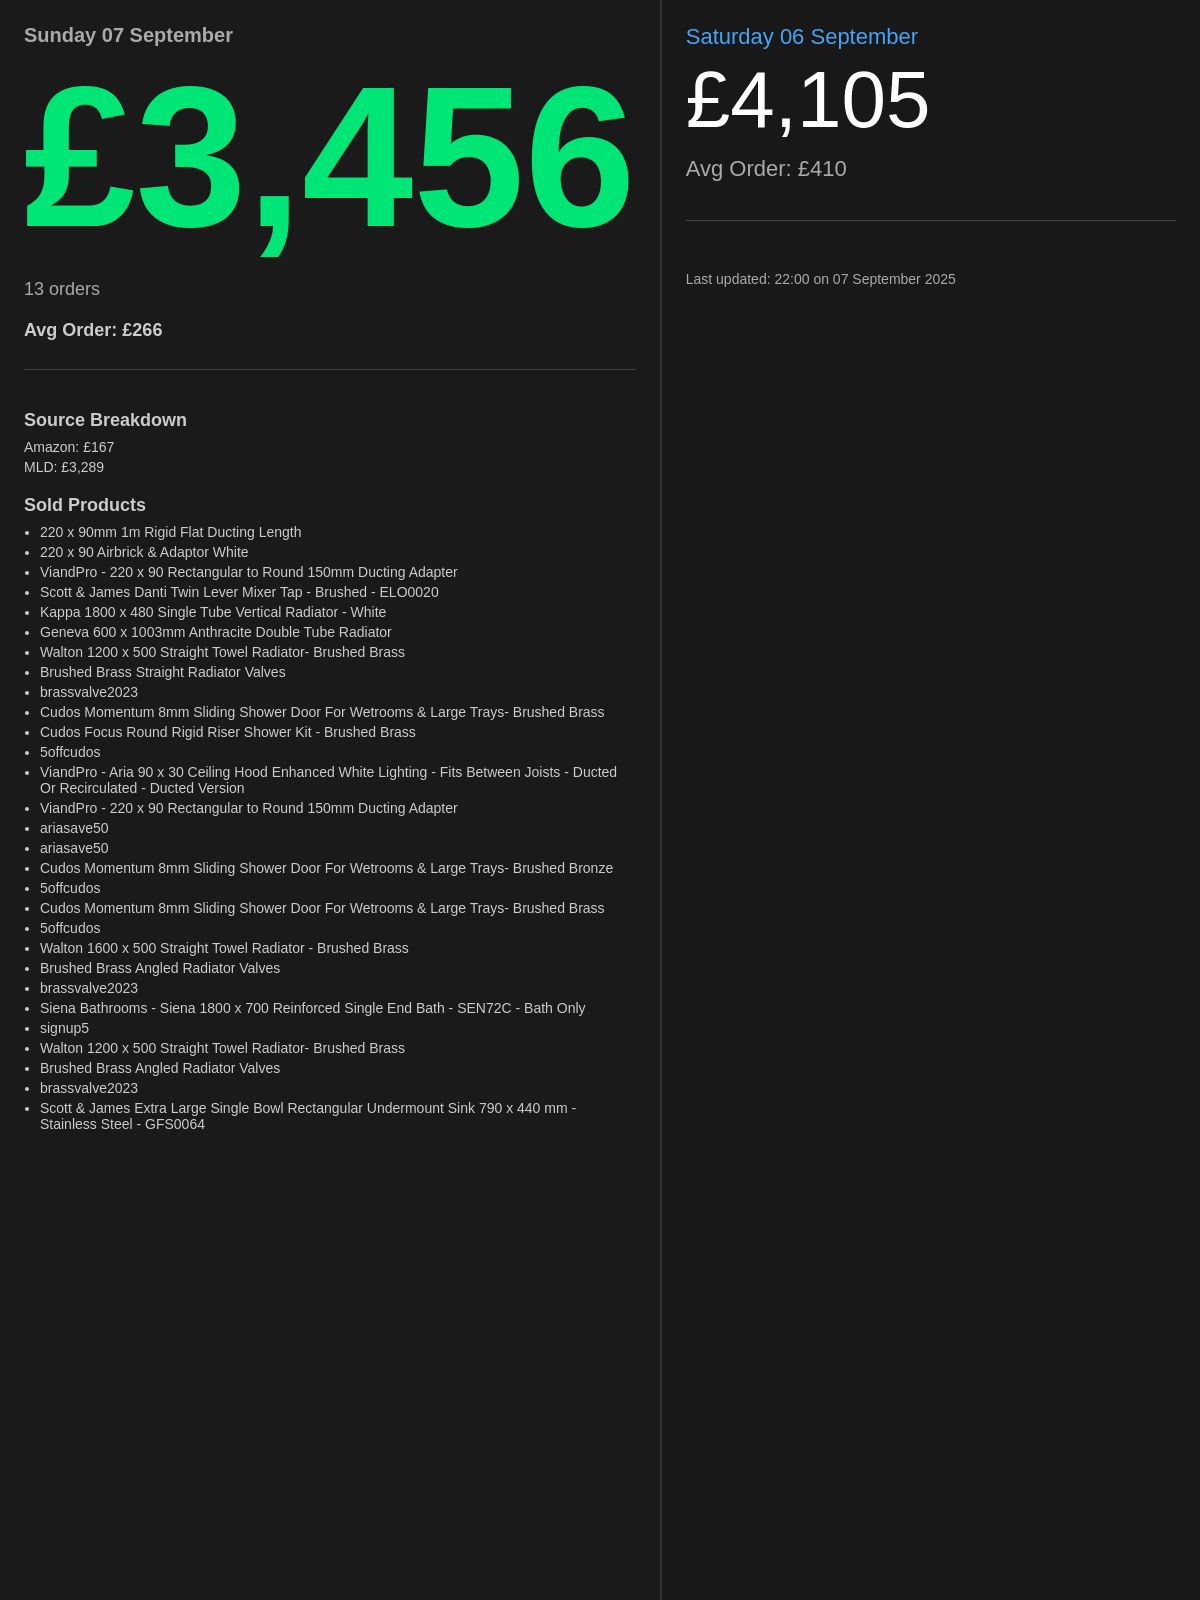 Sunday 07 September
£3,456
13 orders
Avg Order: £266
Source Breakdown
Amazon: £167
MLD: £3,289
Sold Products
220 x 90mm 1m Rigid Flat Ducting Length
220 x 90 Airbrick & Adaptor White
ViandPro - 220 x 90 Rectangular to Round 150mm Ducting Adapter
Scott & James Danti Twin Lever Mixer Tap - Brushed - ELO0020
Kappa 1800 x 480 Single Tube Vertical Radiator - White
Geneva 600 x 1003mm Anthracite Double Tube Radiator
Walton 1200 x 500 Straight Towel Radiator- Brushed Brass
Brushed Brass Straight Radiator Valves
brassvalve2023
Cudos Momentum 8mm Sliding Shower Door For Wetrooms & Large Trays- Brushed Brass
Cudos Focus Round Rigid Riser Shower Kit - Brushed Brass
5offcudos
ViandPro - Aria 90 x 30 Ceiling Hood Enhanced White Lighting - Fits Between Joists - Ducted
Or Recirculated - Ducted Version
ViandPro - 220 x 90 Rectangular to Round 150mm Ducting Adapter
ariasave50
ariasave50
Cudos Momentum 8mm Sliding Shower Door For Wetrooms & Large Trays- Brushed Bronze
5offcudos
Cudos Momentum 8mm Sliding Shower Door For Wetrooms & Large Trays- Brushed Brass
5offcudos
Walton 1600 x 500 Straight Towel Radiator - Brushed Brass
Brushed Brass Angled Radiator Valves
brassvalve2023
Siena Bathrooms - Siena 1800 x 700 Reinforced Single End Bath - SEN72C - Bath Only
signup5
Walton 1200 x 500 Straight Towel Radiator- Brushed Brass
Brushed Brass Angled Radiator Valves
brassvalve2023
Scott & James Extra Large Single Bowl Rectangular Undermount Sink 790 x 440 mm -
Stainless Steel - GFS0064
Saturday 06 September
£4,105
Avg Order: £410
Last updated: 22:00 on 07 September 2025